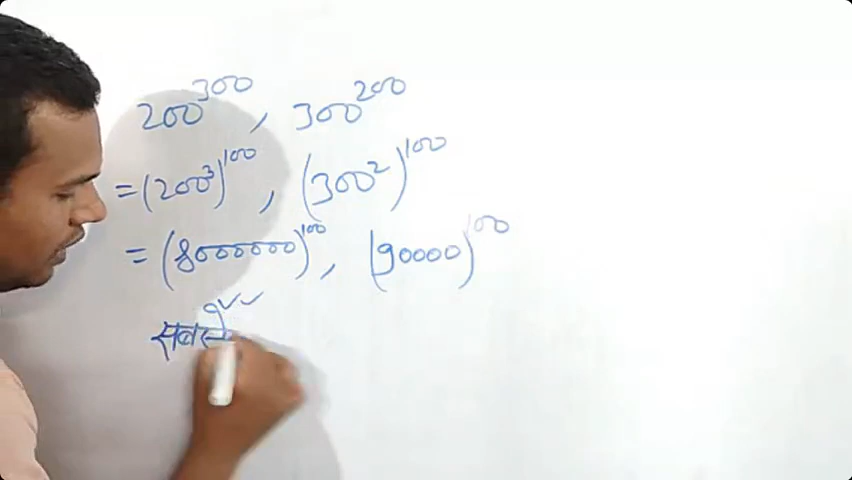 200^300 , 300^200
= (200^3)^100 , (300^2)^100
= (8000000)^100 , (90000)^100